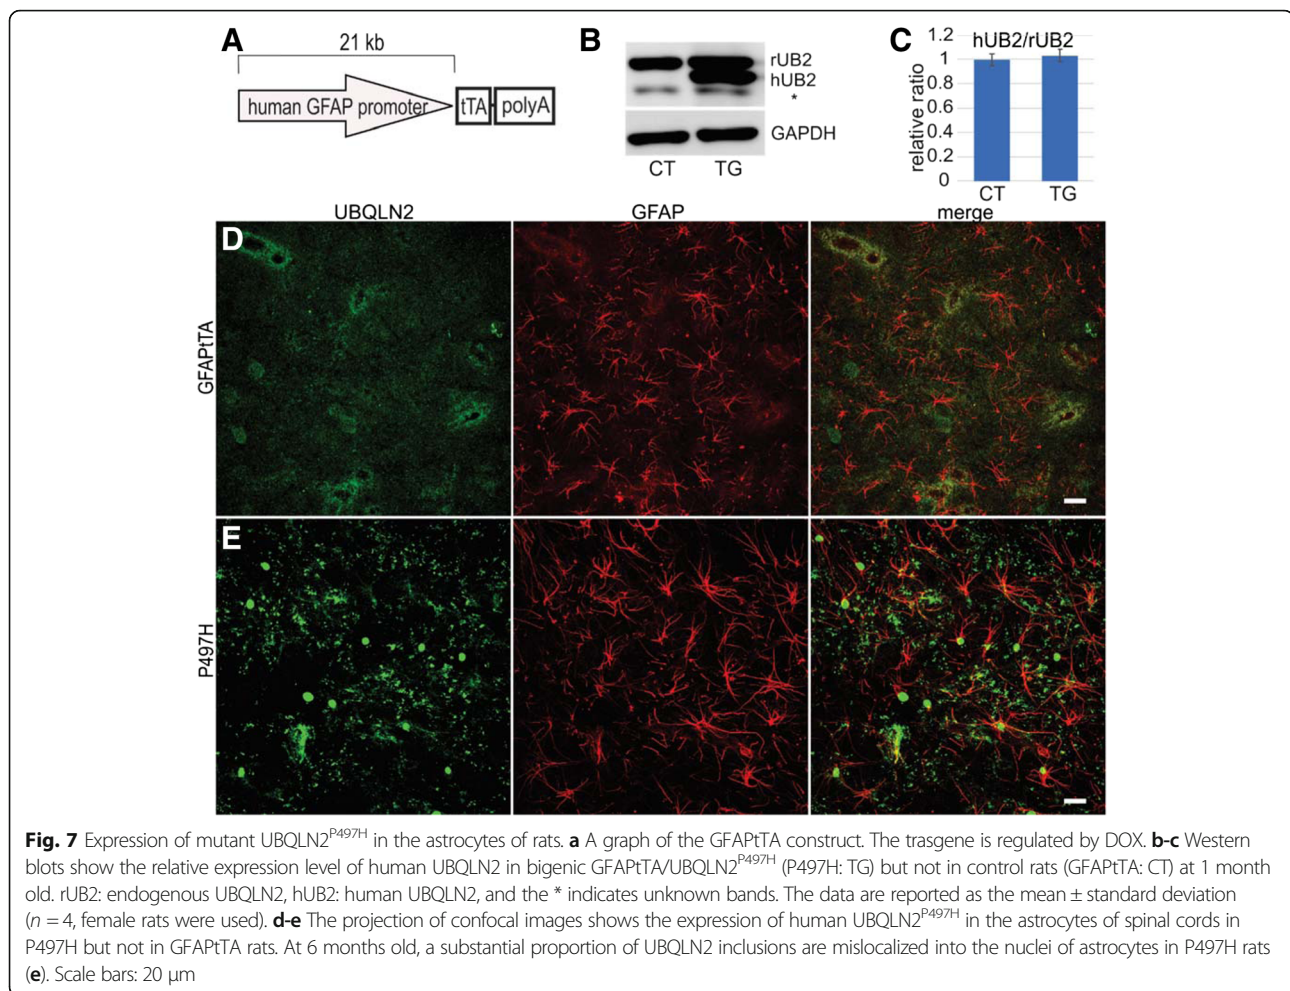 A
21 kb
human GFAP promoter
tTA
polyA
B
rUB2
hUB2
*
GAPDH
CT TG
C
hUB2/rUB2
relative ratio
1.2
1
0.8
0.6
0.4
0.2
0
CT TG
UBQLN2 GFAP merge
D
GFAPtTA
E
P497H
Fig. 7 Expression of mutant UBQLN2P497H in the astrocytes of rats. a A graph of the GFAPtTA construct. The trasgene is regulated by DOX. b-c Western
blots show the relative expression level of human UBQLN2 in bigenic GFAPtTA/UBQLN2P497H (P497H: TG) but not in control rats (GFAPtTA: CT) at 1 month
old. rUB2: endogenous UBQLN2, hUB2: human UBQLN2, and the * indicates unknown bands. The data are reported as the mean ± standard deviation
(n = 4, female rats were used). d-e The projection of confocal images shows the expression of human UBQLN2P497H in the astrocytes of spinal cords in
P497H but not in GFAPtTA rats. At 6 months old, a substantial proportion of UBQLN2 inclusions are mislocalized into the nuclei of astrocytes in P497H rats
(e). Scale bars: 20 μm